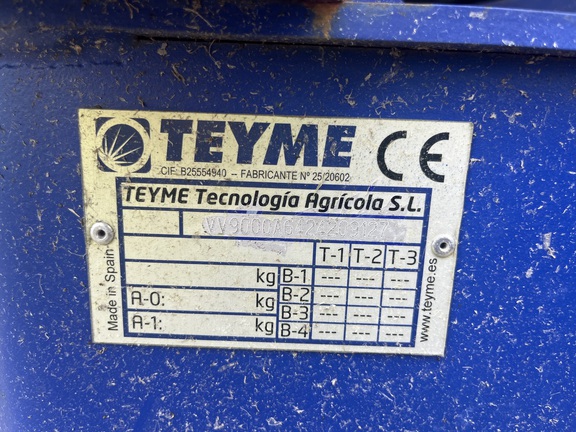 TEYME CE
CIF: B25554940 – FABRICANTE Nº 25/20602
TEYME Tecnología Agrícola S.L.
T-1 T-2 T-3
kg B-1 --- --- ---
A-0: kg B-2 --- --- ---
B-3 --- --- ---
A-1: kg B-4 --- --- ---
Made in Spain
www.teyme.es